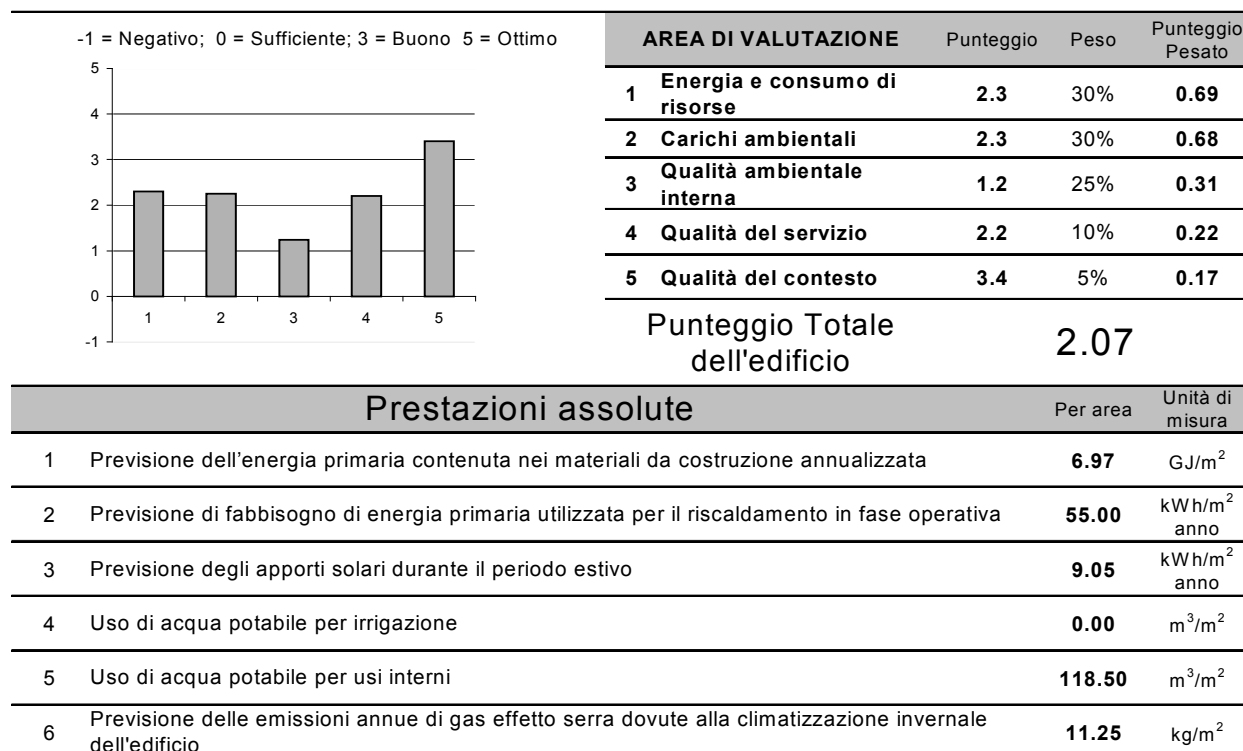 -1 = Negativo; 0 = Sufficiente; 3 = Buono 5 = Ottimo
5
4
3
2
1
0
-1
1 2 3 4 5
AREA DI VALUTAZIONE Punteggio Peso Punteggio
Pesato
1 Energia e consumo di
risorse 2.3 30% 0.69
2 Carichi ambientali 2.3 30% 0.68
3 Qualità ambientale
interna 1.2 25% 0.31
4 Qualità del servizio 2.2 10% 0.22
5 Qualità del contesto 3.4 5% 0.17
Punteggio Totale
dell'edificio 2.07
Prestazioni assolute Per area Unità di
misura
1 Previsione dell’energia primaria contenuta nei materiali da costruzione annualizzata 6.97 GJ/m²
2 Previsione di fabbisogno di energia primaria utilizzata per il riscaldamento in fase operativa 55.00 kWh/m²
anno
3 Previsione degli apporti solari durante il periodo estivo 9.05 kWh/m²
anno
4 Uso di acqua potabile per irrigazione 0.00 m³/m²
5 Uso di acqua potabile per usi interni 118.50 m³/m²
6 Previsione delle emissioni annue di gas effetto serra dovute alla climatizzazione invernale
dell'edificio 11.25 kg/m²